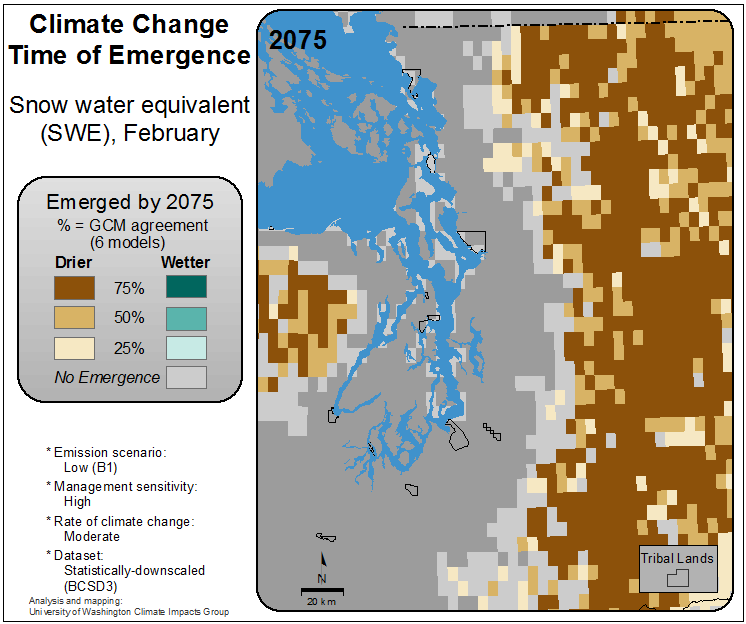 Climate Change
Time of Emergence
Snow water equivalent
(SWE), February
Emerged by 2075
% = GCM agreement
(6 models)
Drier Wetter
75%
50%
25%
No Emergence
* Emission scenario:
Low (B1)
* Management sensitivity:
High
* Rate of climate change:
Moderate
* Dataset:
Statistically-downscaled
(BCSD3)
Analysis and mapping:
University of Washington Climate Impacts Group
2075
N
20 km
Tribal Lands